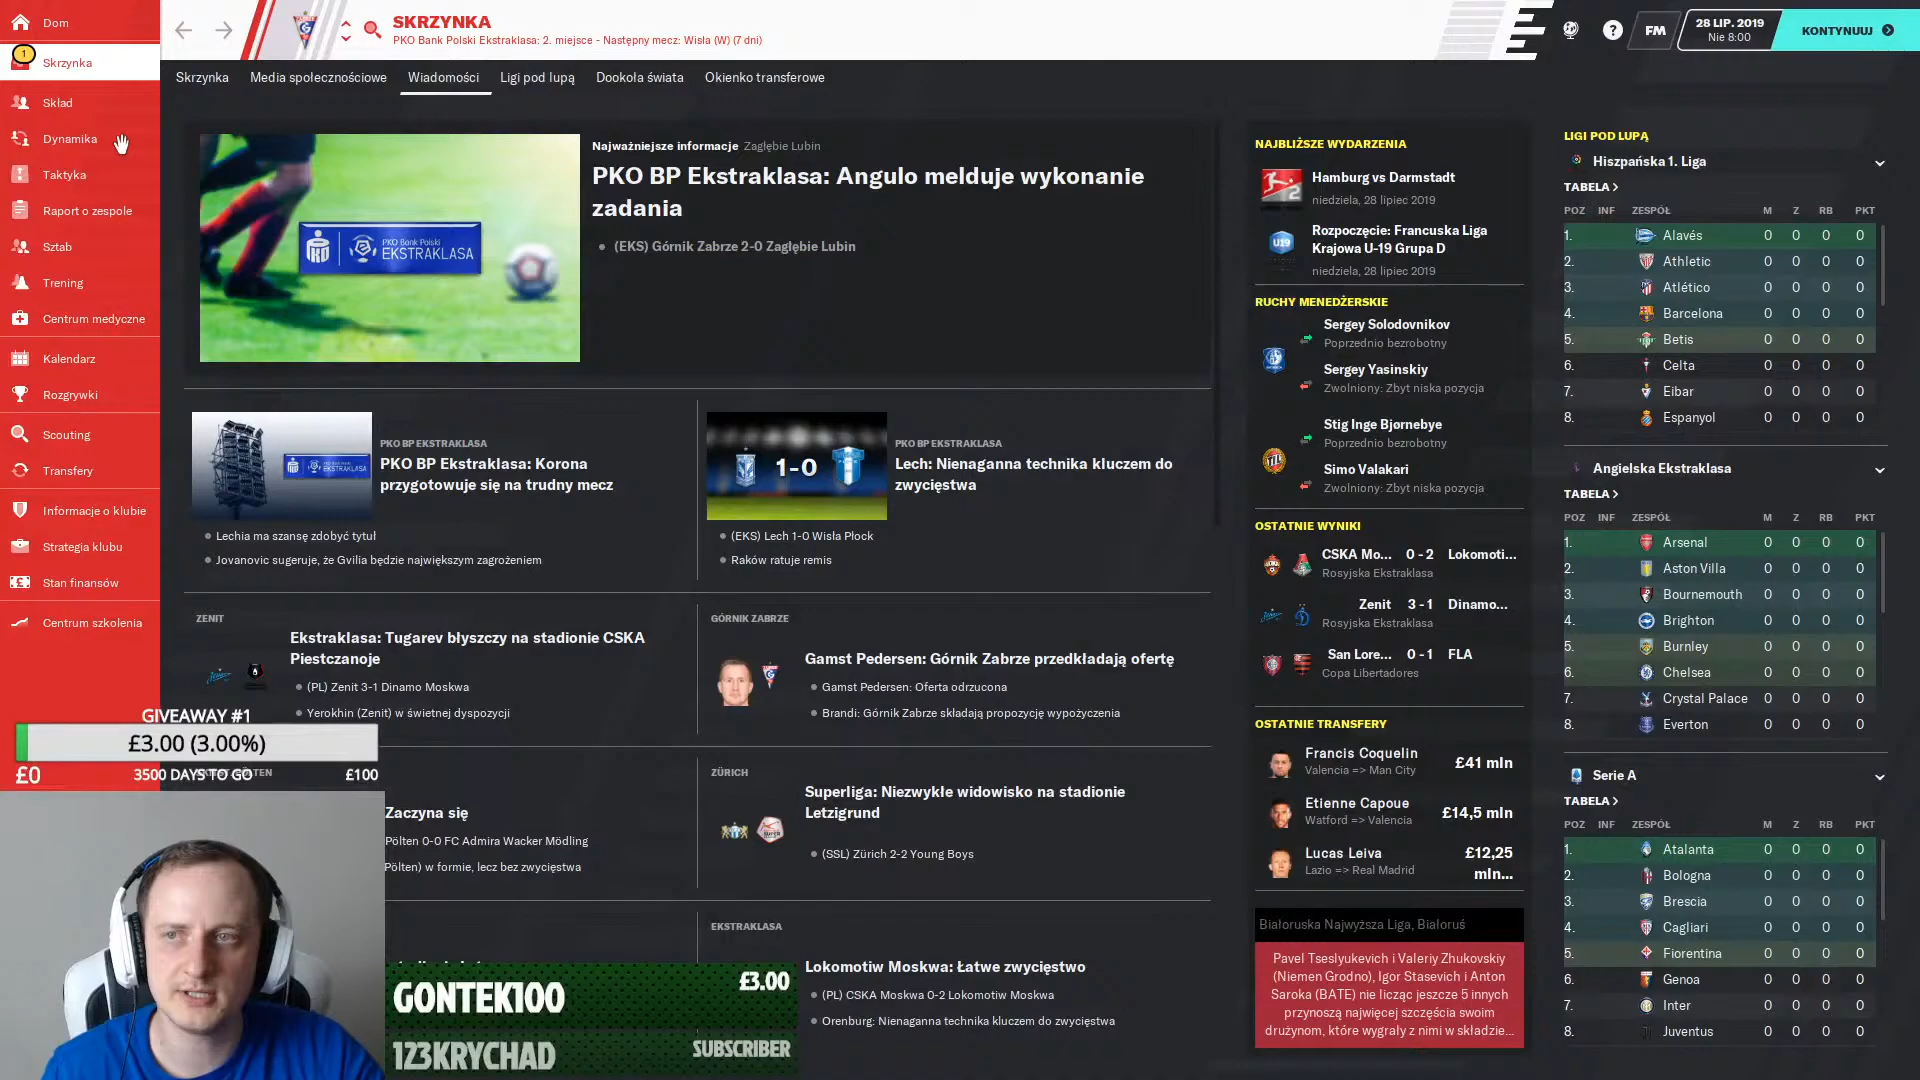 Dom
1
Skrzynka
Skład
Dynamika
Taktyka
Raport o zespole
Sztab
Trening
Centrum medyczne
Kalendarz
Rozgrywki
Scouting
Transfery
Informacje o klubie
Strategia klubu
Stan finansów
Centrum szkolenia
SKRZYNKA
PKO Bank Polski Ekstraklasa: 2. miejsce - Następny mecz: Wisła (W) (7 dni)
?
FM
28 LIP. 2019
Nie 8:00
KONTYNUUJ
Skrzynka
Media społecznościowe
Wiadomości
Ligi pod lupą
Dookoła świata
Okienko transferowe
PKO Bank Polski
EKSTRAKLASA
Najważniejsze informacje Zagłębie Lubin
PKO BP Ekstraklasa: Angulo melduje wykonanie
zadania
(EKS) Górnik Zabrze 2-0 Zagłębie Lubin
EKSTRAKLASA
PKO BP EKSTRAKLASA
PKO BP Ekstraklasa: Korona
przygotowuje się na trudny mecz
Lechia ma szansę zdobyć tytuł
Jovanovic sugeruje, że Gvilia będzie największym zagrożeniem
1-0
PKO BP EKSTRAKLASA
Lech: Nienaganna technika kluczem do
zwycięstwa
(EKS) Lech 1-0 Wisła Płock
Raków ratuje remis
ZENIT
Ekstraklasa: Tugarev błyszczy na stadionie CSKA
Piestczanoje
(PL) Zenit 3-1 Dinamo Moskwa
Yerokhin (Zenit) w świetnej dyspozycji
GÓRNIK ZABRZE
Gamst Pedersen: Górnik Zabrze przedkładają ofertę
Gamst Pedersen: Oferta odrzucona
Brandi: Górnik Zabrze składają propozycję wypożyczenia
GIVEAWAY #1
£3.00 (3.00%)
£0
3500 DAYS TO GO
£100
Zaczyna się
Pölten 0-0 FC Admira Wacker Mödling
Pölten) w formie, lecz bez zwycięstwa
ZÜRICH
Superliga: Niezwykłe widowisko na stadionie
Letzigrund
(SSL) Zürich 2-2 Young Boys
EKSTRAKLASA
Lokomotiw Moskwa: Łatwe zwycięstwo
(PL) CSKA Moskwa 0-2 Lokomotiw Moskwa
Orenburg: Nienaganna technika kluczem do zwycięstwa
GONTEK100
£3.00
123KRYCHAD
SUBSCRIBER
NAJBLIŻSZE WYDARZENIA
2
Hamburg vs Darmstadt
niedziela, 28 lipiec 2019
U19
Rozpoczęcie: Francuska Liga
Krajowa U-19 Grupa D
niedziela, 28 lipiec 2019
RUCHY MENEDŻERSKIE
Sergey Solodovnikov
Poprzednio bezrobotny
Sergey Yasinskiy
Zwolniony: Zbyt niska pozycja
Stig Inge Bjørnebye
Poprzednio bezrobotny
TIL
Simo Valakari
Zwolniony: Zbyt niska pozycja
OSTATNIE WYNIKI
CSKA Mo... 0 - 2 Lokomoti...
Rosyjska Ekstraklasa
Zenit 3 - 1 Dinamo...
Rosyjska Ekstraklasa
San Lore... 0 - 1 FLA
Copa Libertadores
OSTATNIE TRANSFERY
Francis Coquelin
Valencia => Man City
£41 mln
Etienne Capoue
Watford => Valencia
£14,5 mln
Lucas Leiva
Lazio => Real Madrid
£12,25
mln...
Białoruska Najwyższa Liga, Białoruś
Pavel Tseslyukevich i Valeriy Zhukovskiy
(Niemen Grodno), Igor Stasevich i Anton
Saroka (BATE) nie licząc jeszcze 5 innych
przynoszą najwięcej szczęścia swoim
drużynom, które wygrały z nimi w składzie...
LIGI POD LUPĄ
Hiszpańska 1. Liga
TABELA >
POZ INF ZESPÓŁ M Z RB PKT
1. Alavés 0 0 0 0
2. Athletic 0 0 0 0
3. Atlético 0 0 0 0
4. Barcelona 0 0 0 0
5. Betis 0 0 0 0
6. Celta 0 0 0 0
7. Eibar 0 0 0 0
8. Espanyol 0 0 0 0
Angielska Ekstraklasa
TABELA >
POZ INF ZESPÓŁ M Z RB PKT
1. Arsenal 0 0 0 0
2. Aston Villa 0 0 0 0
3. Bournemouth 0 0 0 0
4. Brighton 0 0 0 0
5. Burnley 0 0 0 0
6. Chelsea 0 0 0 0
7. Crystal Palace 0 0 0 0
8. Everton 0 0 0 0
Serie A
TABELA >
POZ INF ZESPÓŁ M Z RB PKT
1. Atalanta 0 0 0 0
2. Bologna 0 0 0 0
3. Brescia 0 0 0 0
4. Cagliari 0 0 0 0
5. Fiorentina 0 0 0 0
6. Genoa 0 0 0 0
7. Inter 0 0 0 0
8. Juventus 0 0 0 0